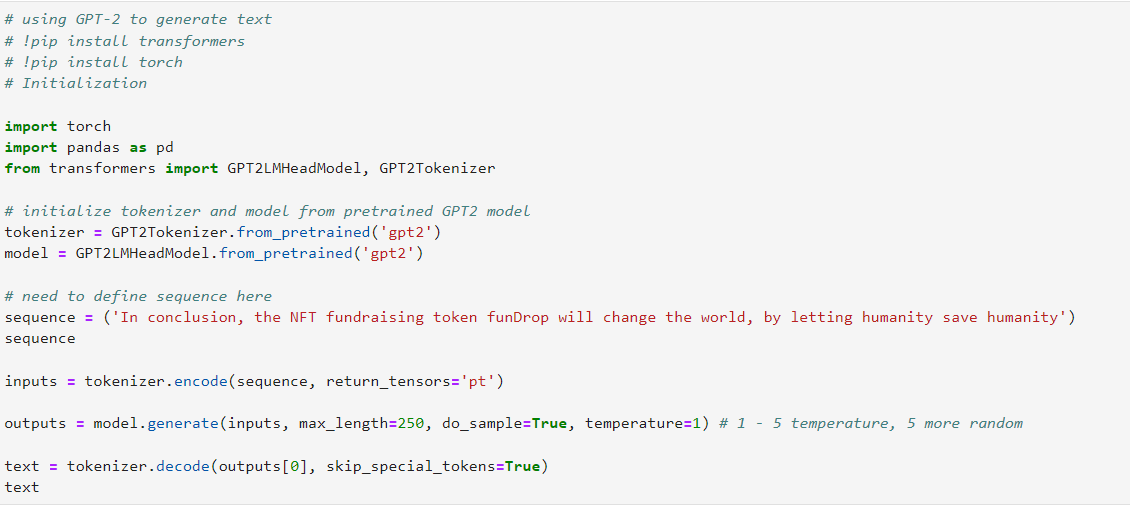 # using GPT-2 to generate text
# !pip install transformers
# !pip install torch
# Initialization
import torch
import pandas as pd
from transformers import GPT2LMHeadModel, GPT2Tokenizer
# initialize tokenizer and model from pretrained GPT2 model
tokenizer = GPT2Tokenizer.from_pretrained('gpt2')
model = GPT2LMHeadModel.from_pretrained('gpt2')
# need to define sequence here
sequence = ('In conclusion, the NFT fundraising token funDrop will change the world, by letting humanity save humanity')
sequence
inputs = tokenizer.encode(sequence, return_tensors='pt')
outputs = model.generate(inputs, max_length=250, do_sample=True, temperature=1) # 1 - 5 temperature, 5 more random
text = tokenizer.decode(outputs[0], skip_special_tokens=True)
text